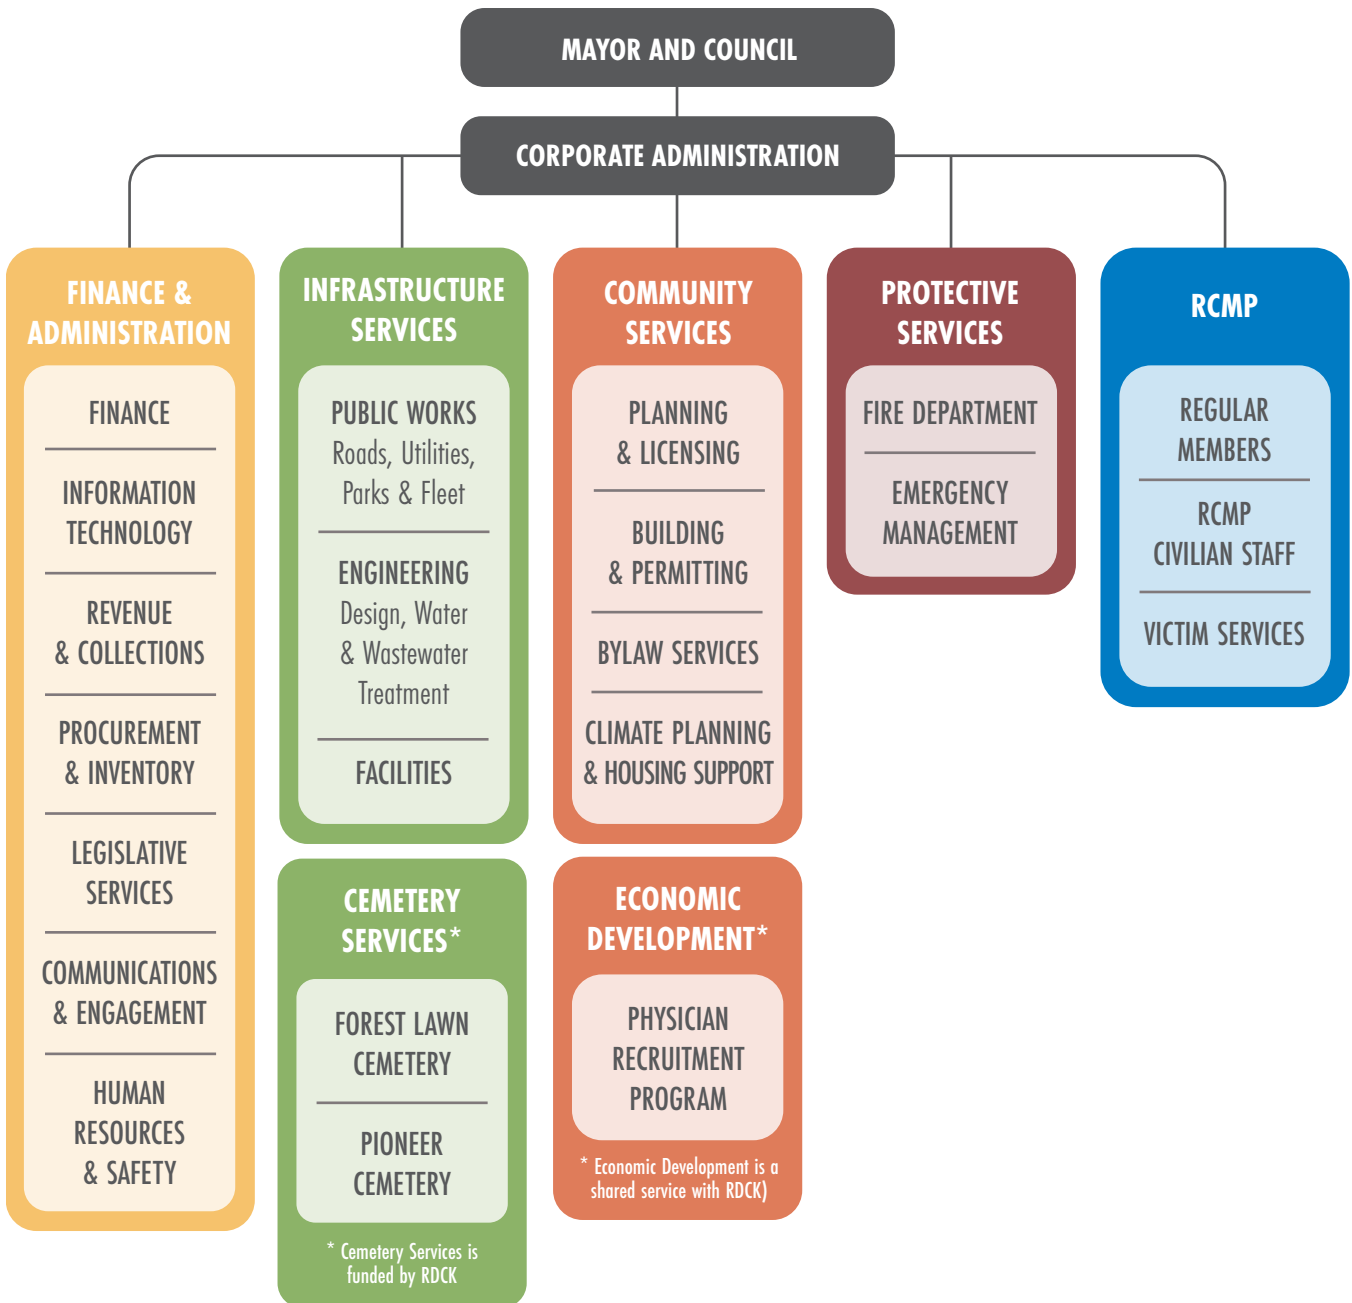 MAYOR AND COUNCIL
CORPORATE ADMINISTRATION
FINANCE &
ADMINISTRATION
FINANCE
INFORMATION
TECHNOLOGY
REVENUE
& COLLECTIONS
PROCUREMENT
& INVENTORY
LEGISLATIVE
SERVICES
COMMUNICATIONS
& ENGAGEMENT
HUMAN
RESOURCES
& SAFETY
INFRASTRUCTURE
SERVICES
PUBLIC WORKS
Roads, Utilities,
Parks & Fleet
ENGINEERING
Design, Water
& Wastewater
Treatment
FACILITIES
CEMETERY
SERVICES*
FOREST LAWN
CEMETERY
PIONEER
CEMETERY
* Cemetery Services is
funded by RDCK
COMMUNITY
SERVICES
PLANNING
& LICENSING
BUILDING
& PERMITTING
BYLAW SERVICES
CLIMATE PLANNING
& HOUSING SUPPORT
ECONOMIC
DEVELOPMENT*
PHYSICIAN
RECRUITMENT
PROGRAM
* Economic Development is a
shared service with RDCK)
PROTECTIVE
SERVICES
FIRE DEPARTMENT
EMERGENCY
MANAGEMENT
RCMP
REGULAR
MEMBERS
RCMP
CIVILIAN STAFF
VICTIM SERVICES